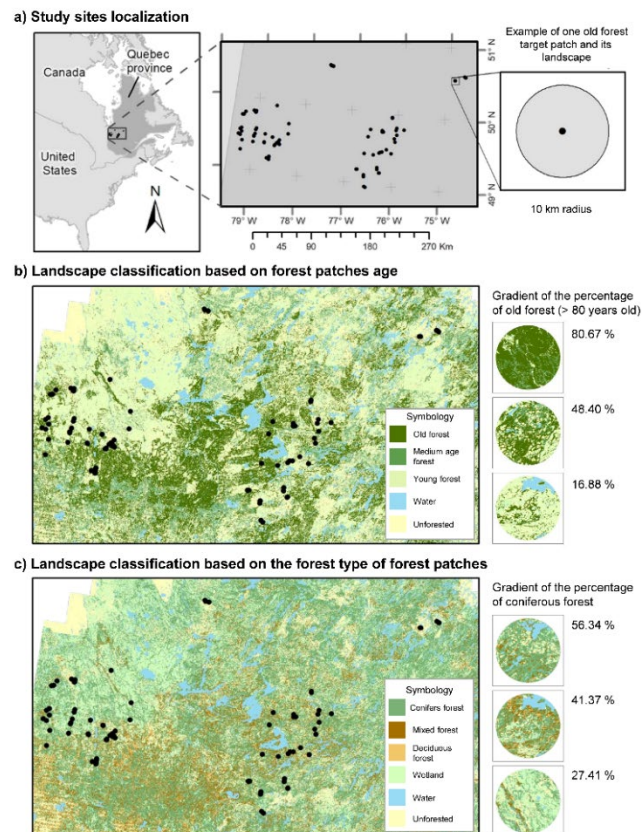 a) Study sites localization
Canada
Quebec
province
United
States
N
51° N
50° N
49° N
79° W
78° W
77° W
76° W
75° W
0
45
90
180
270 Km
Example of one old forest
target patch and its
landscape
10 km radius
b) Landscape classification based on forest patches age
Symbology
Old forest
Medium age
forest
Young forest
Water
Unforested
Gradient of the percentage
of old forest (> 80 years old)
80.67 %
48.40 %
16.88 %
c) Landscape classification based on the forest type of forest patches
Symbology
Conifers forest
Mixed forest
Deciduous
forest
Wetland
Water
Unforested
Gradient of the percentage
of coniferous forest
56.34 %
41.37 %
27.41 %